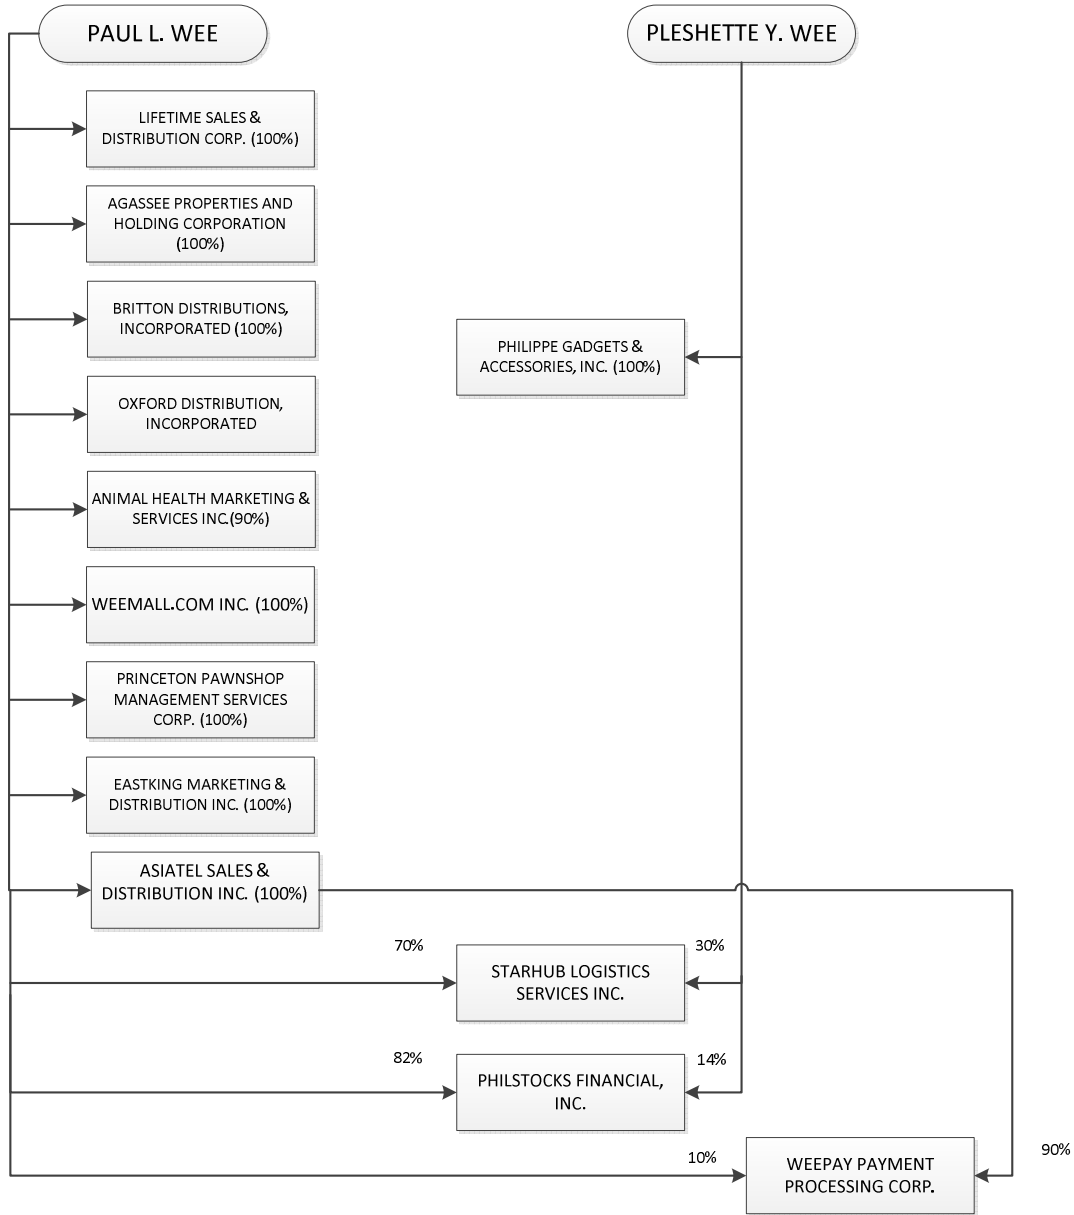 PAUL L. WEE
PLESHETTE Y. WEE
LIFETIME SALES &
DISTRIBUTION CORP. (100%)
AGASSEE PROPERTIES AND
HOLDING CORPORATION
(100%)
BRITTON DISTRIBUTIONS,
INCORPORATED (100%)
PHILIPPE GADGETS &
ACCESSORIES, INC. (100%)
OXFORD DISTRIBUTION,
INCORPORATED
ANIMAL HEALTH MARKETING &
SERVICES INC.(90%)
WEEMALL.COM INC. (100%)
PRINCETON PAWNSHOP
MANAGEMENT SERVICES
CORP. (100%)
EASTKING MARKETING &
DISTRIBUTION INC. (100%)
ASIATEL SALES &
DISTRIBUTION INC. (100%)
70%
30%
STARHUB LOGISTICS
SERVICES INC.
82%
14%
PHILSTOCKS FINANCIAL,
INC.
10%
90%
WEEPAY PAYMENT
PROCESSING CORP.